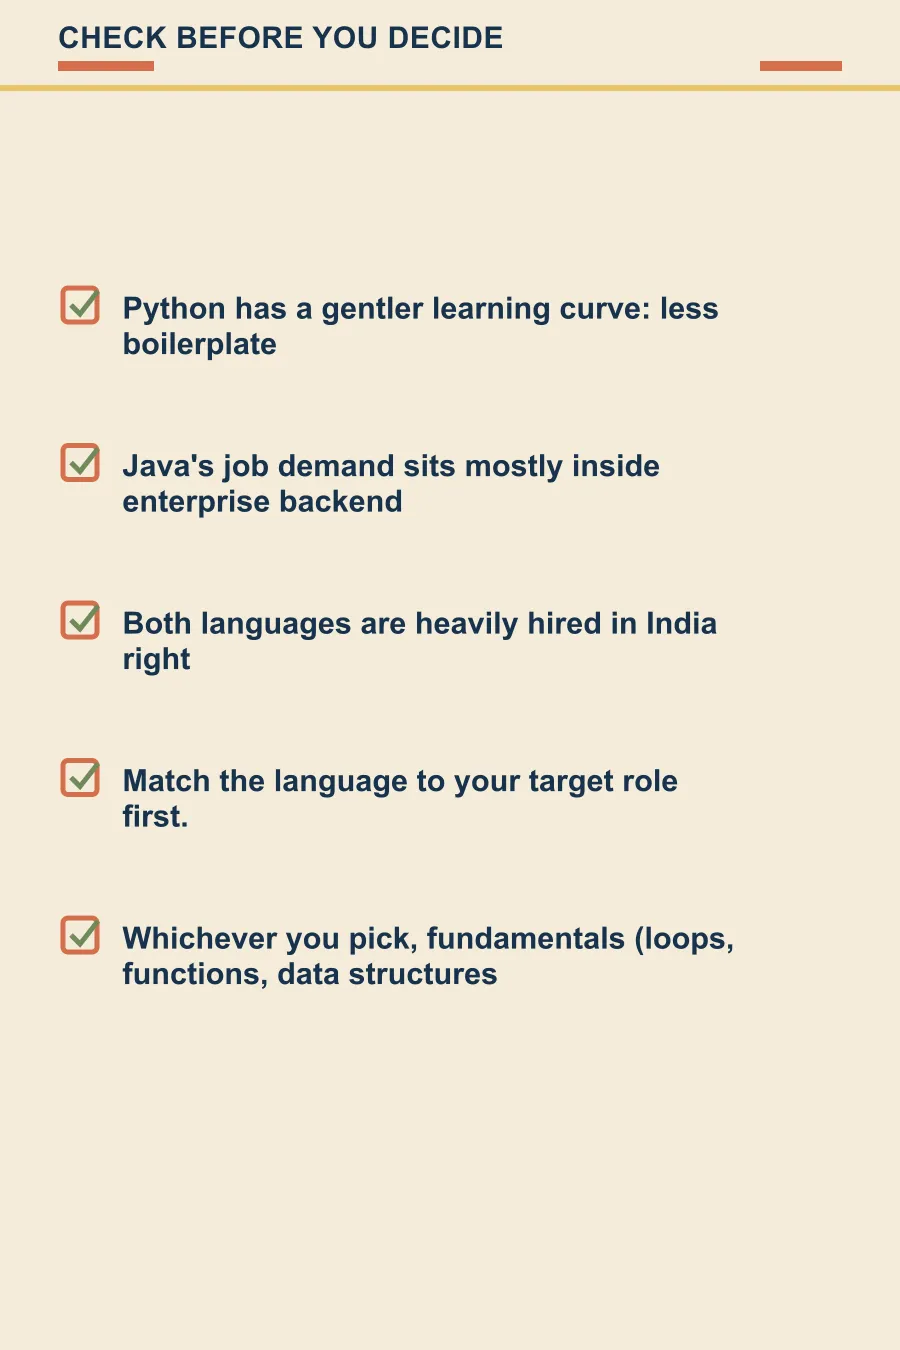 CHECK BEFORE YOU DECIDE
Python has a gentler learning curve: less
boilerplate
Java's job demand sits mostly inside
enterprise backend
Both languages are heavily hired in India
right
Match the language to your target role
first.
Whichever you pick, fundamentals (loops,
functions, data structures